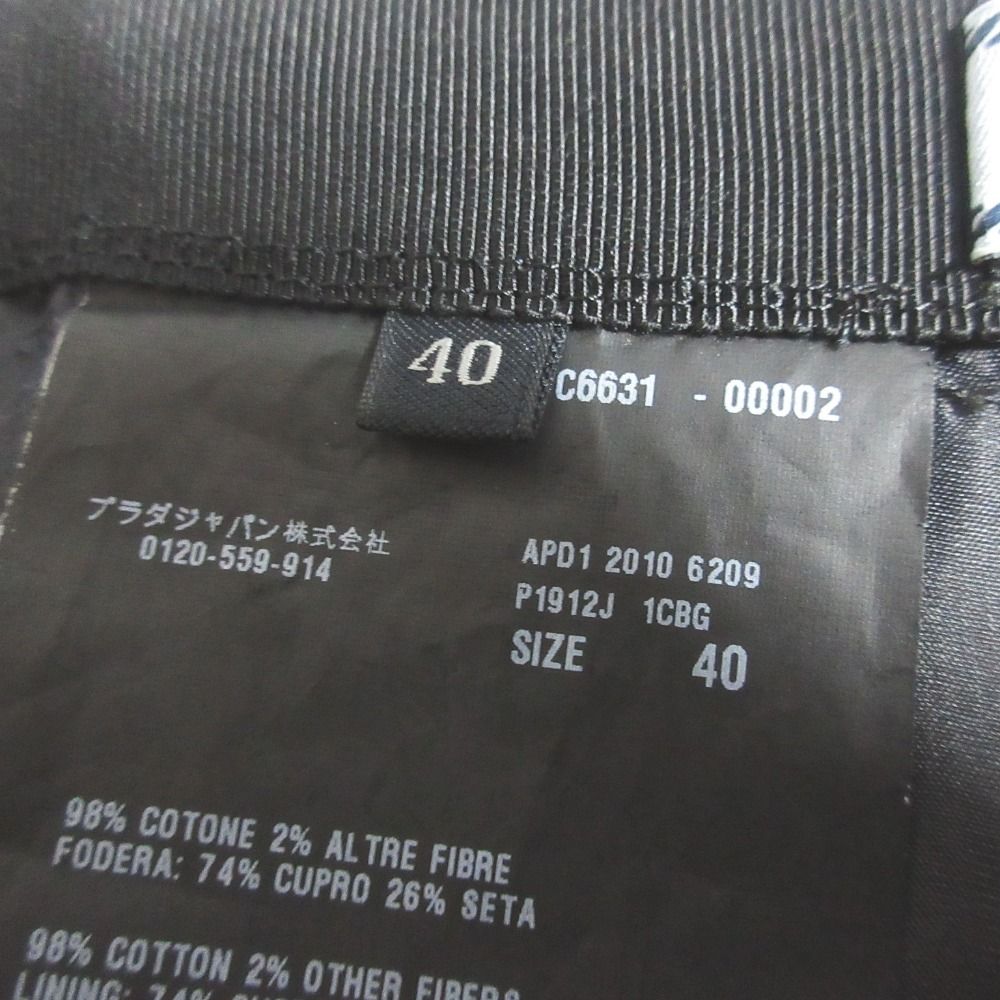 40
C6631 - 00002
プラダジャパン株式会社
0120-559-914
APD1 2010 6209
P1912J 1CBG
SIZE 40
98% COTONE 2% ALTRE FIBRE
FODERA: 74% CUPRO 26% SETA
98% COTTON 2% OTHER FIBERS
LINING: 74%